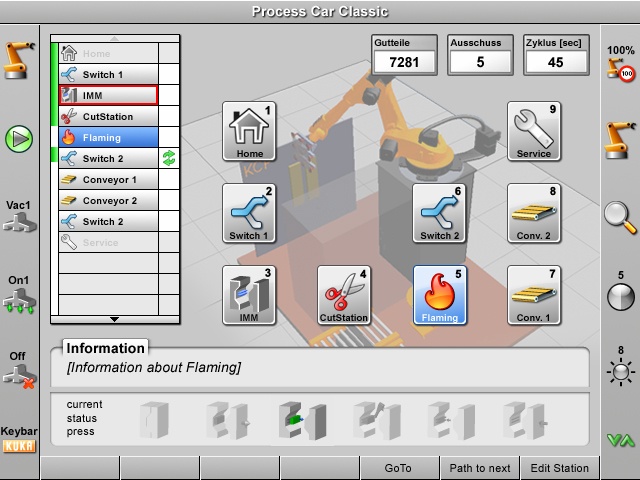 Process Car Classic
Home
Switch 1
IMM
CutStation
Flaming
Switch 2
Conveyor 1
Conveyor 2
Switch 2
Service
Gutteile
7281
Ausschuss
5
Zyklus [sec]
45
100%
100
1
Home
9
Service
2
Switch 1
6
Switch 2
8
Conv. 2
3
IMM
4
CutStation
5
Flaming
7
Conv. 1
Vac1
On1
Off
Keybar
KUKA
5
8
Information
[Information about Flaming]
current
status
press
GoTo
Path to next
Edit Station